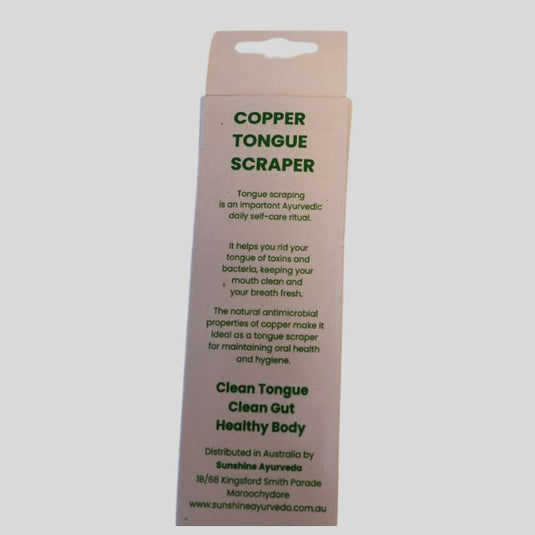 COPPER
TONGUE
SCRAPER
Tongue scraping
is an important Ayurvedic
daily self-care ritual.
It helps you rid your
tongue of toxins and
bacteria, keeping your
mouth clean and
your breath fresh.
The natural antimicrobial
properties of copper make it
ideal as a tongue scraper
for maintaining oral health
and hygiene.
Clean Tongue
Clean Gut
Healthy Body
Distributed in Australia by
Sunshine Ayurveda
1B/68 Kingsford Smith Parade
Maroochydore
www.sunshineayurveda.com.au